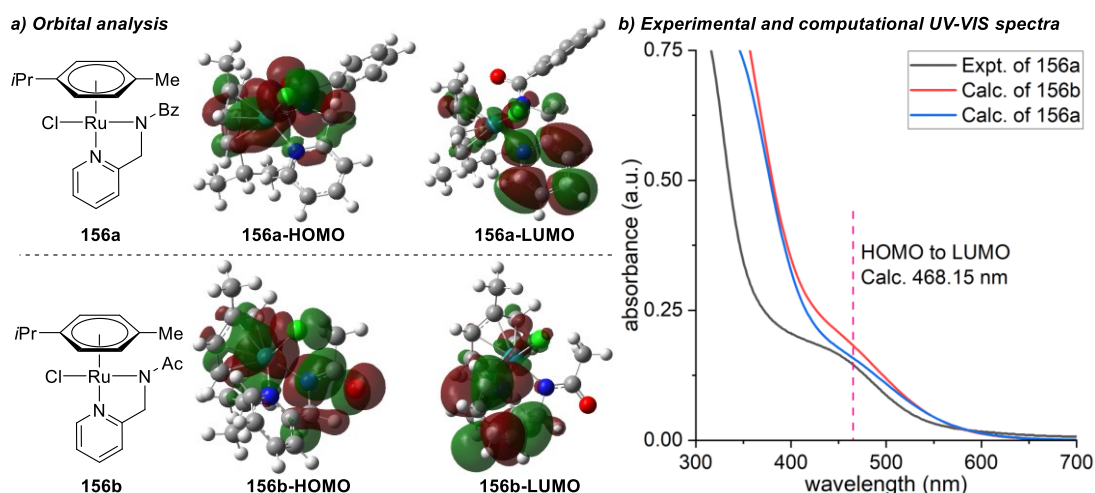 a) Orbital analysis
iPr
Me
Cl
Ru
N
Bz
N
156a
156a-HOMO
156a-LUMO
iPr
Me
Cl
Ru
N
Ac
N
156b
156b-HOMO
156b-LUMO
b) Experimental and computational UV-VIS spectra
Expt. of 156a
Calc. of 156b
Calc. of 156a
HOMO to LUMO
Calc. 468.15 nm
absorbance (a.u.)
0.75
0.50
0.25
0.00
300 400 500 600 700
wavelength (nm)